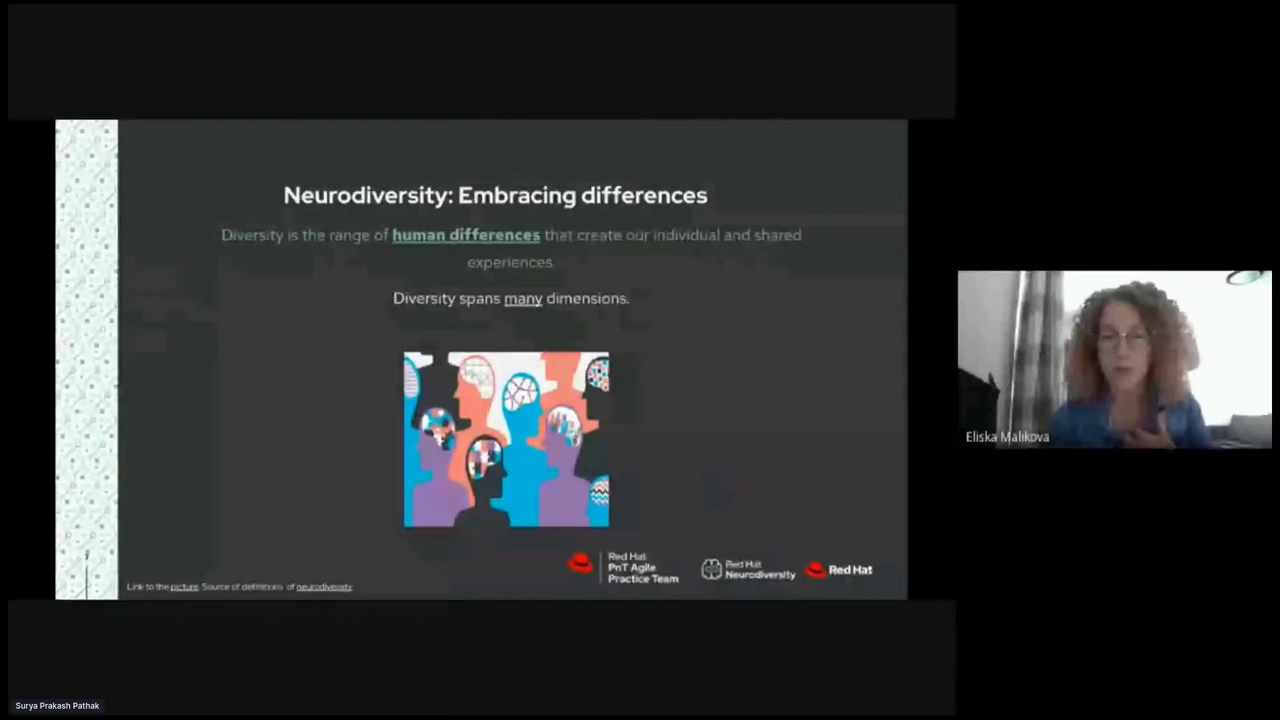 Neurodiversity: Embracing differences
Diversity is the range of human differences that create our individual and shared
experiences.
Diversity spans many dimensions.
Link to the picture. Source of definitions of neurodiversity
Red Hat
PnT Agile
Practice Team
Red Hat
Neurodiversity
Red Hat
Eliska Malikova
Surya Prakash Pathak